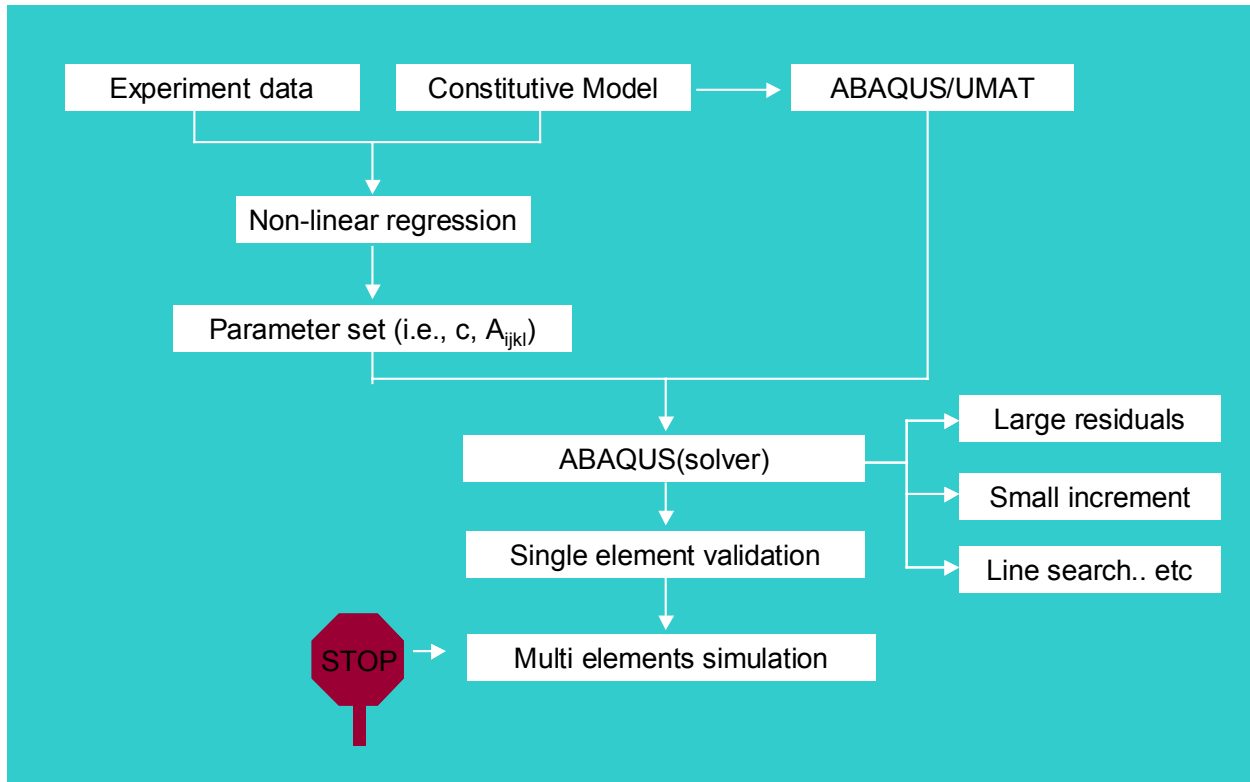 Experiment data
Constitutive Model
ABAQUS/UMAT
Non-linear regression
Parameter set (i.e., c, Aijkl)
ABAQUS(solver)
Large residuals
Small increment
Line search.. etc
Single element validation
STOP
Multi elements simulation